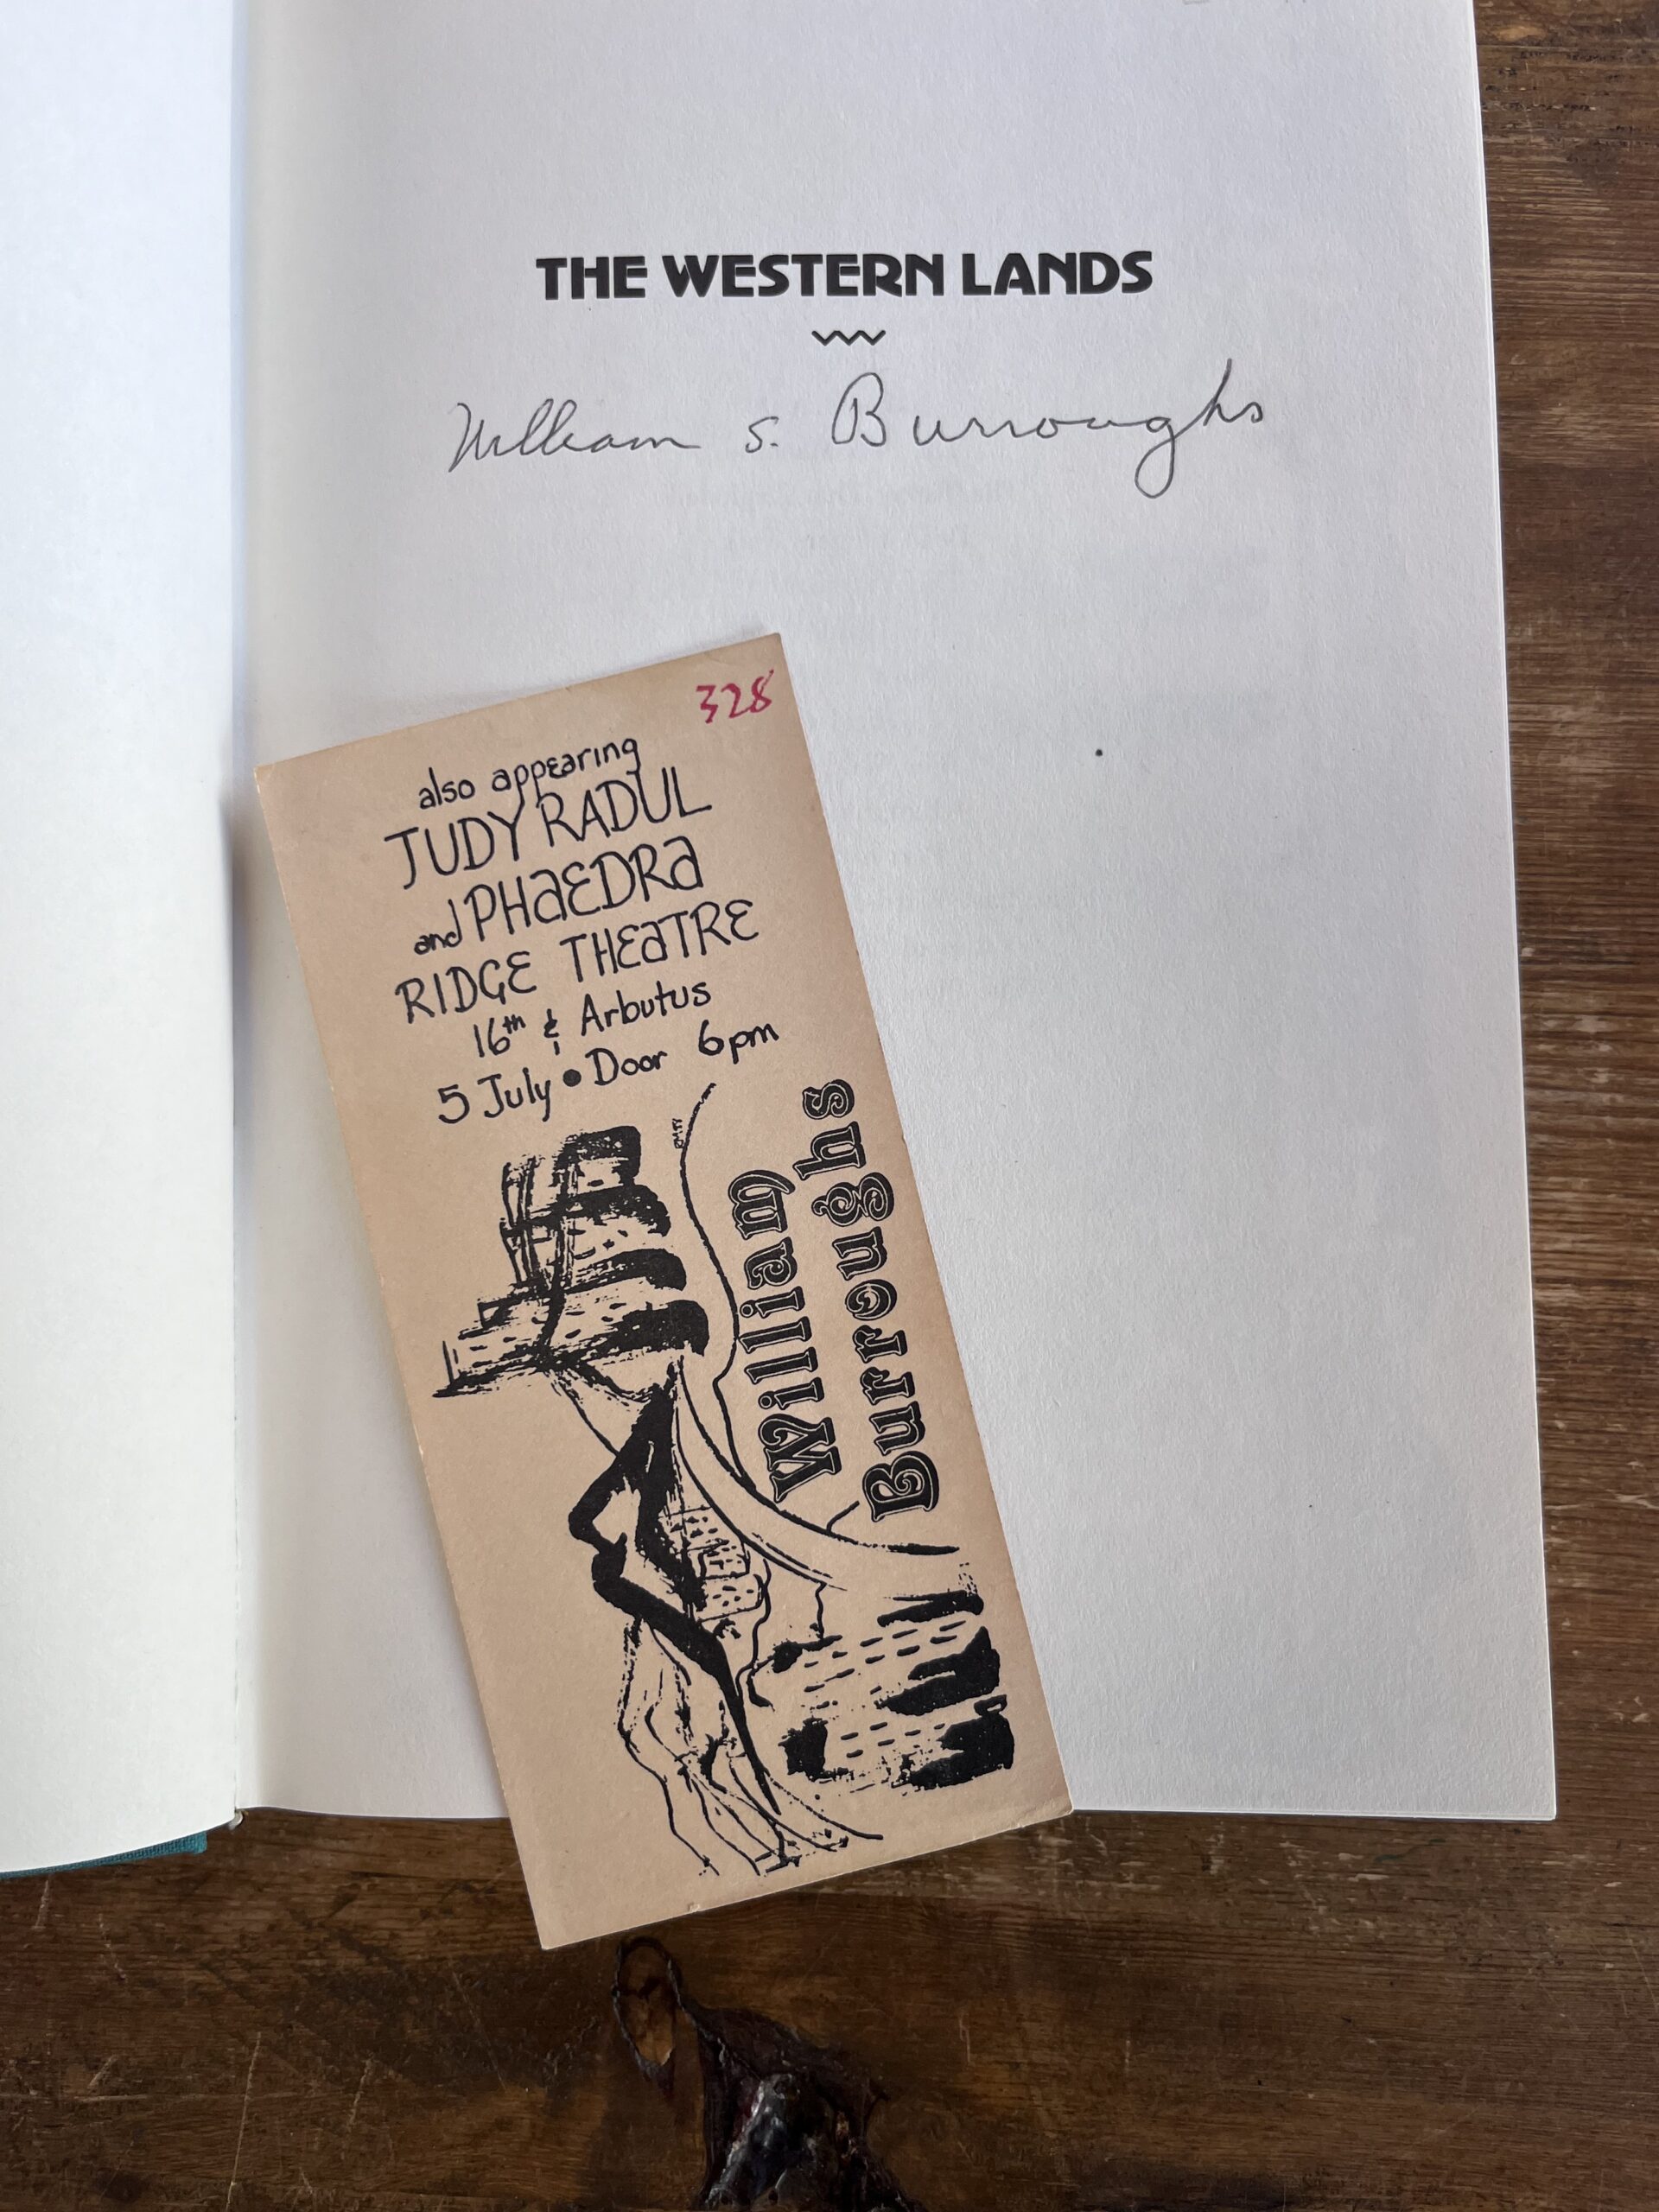 THE WESTERN LANDS
William S. Burroughs
328
also appearing
JUDY RADUL
and PHAEDRA
RIDGE THEATRE
16th & Arbutus
5 July • Door 6pm
William
Burroughs